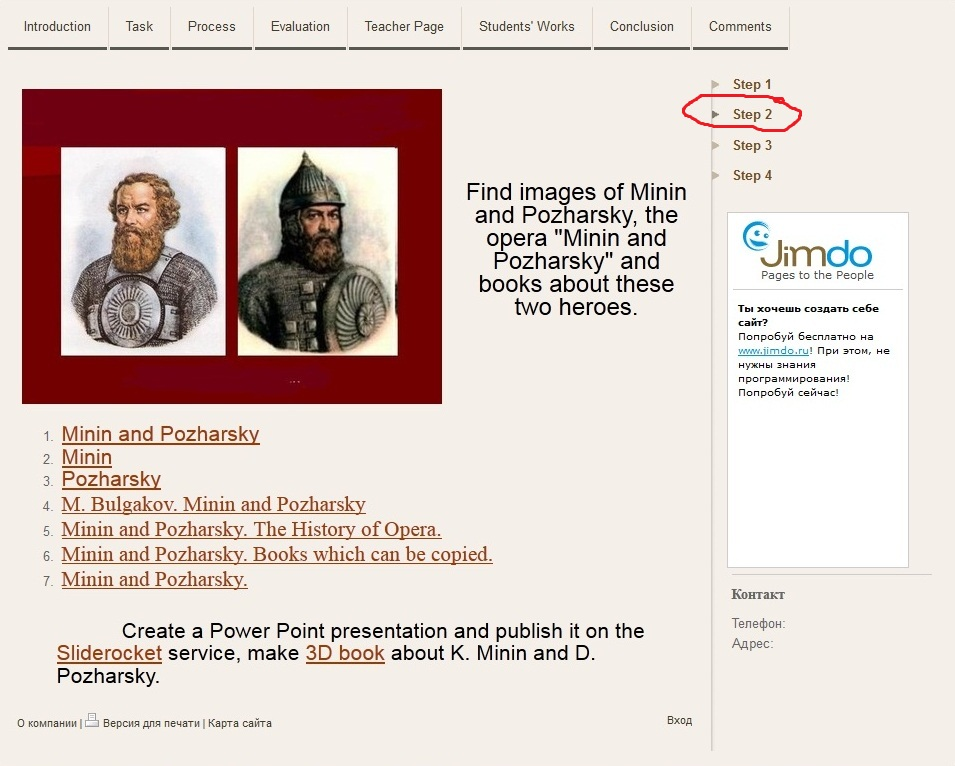 Introduction
Task
Process
Evaluation
Teacher Page
Students' Works
Conclusion
Comments
Step 1
Step 2
Step 3
Step 4
Find images of Minin
and Pozharsky, the
opera "Minin and
Pozharsky" and
books about these
two heroes.
Jimdo
Pages to the People
Ты хочешь создать себе
сайт?
Попробуй бесплатно на
www.jimdo.ru! При этом, не
нужны знания
программирования!
Попробуй сейчас!
1. Minin and Pozharsky
2. Minin
3. Pozharsky
4. M. Bulgakov. Minin and Pozharsky
5. Minin and Pozharsky. The History of Opera.
6. Minin and Pozharsky. Books which can be copied.
7. Minin and Pozharsky.
Контакт
Телефон:
Адрес:
Create a Power Point presentation and publish it on the
Sliderocket service, make 3D book about K. Minin and D.
Pozharsky.
О компании | Версия для печати | Карта сайта
Вход